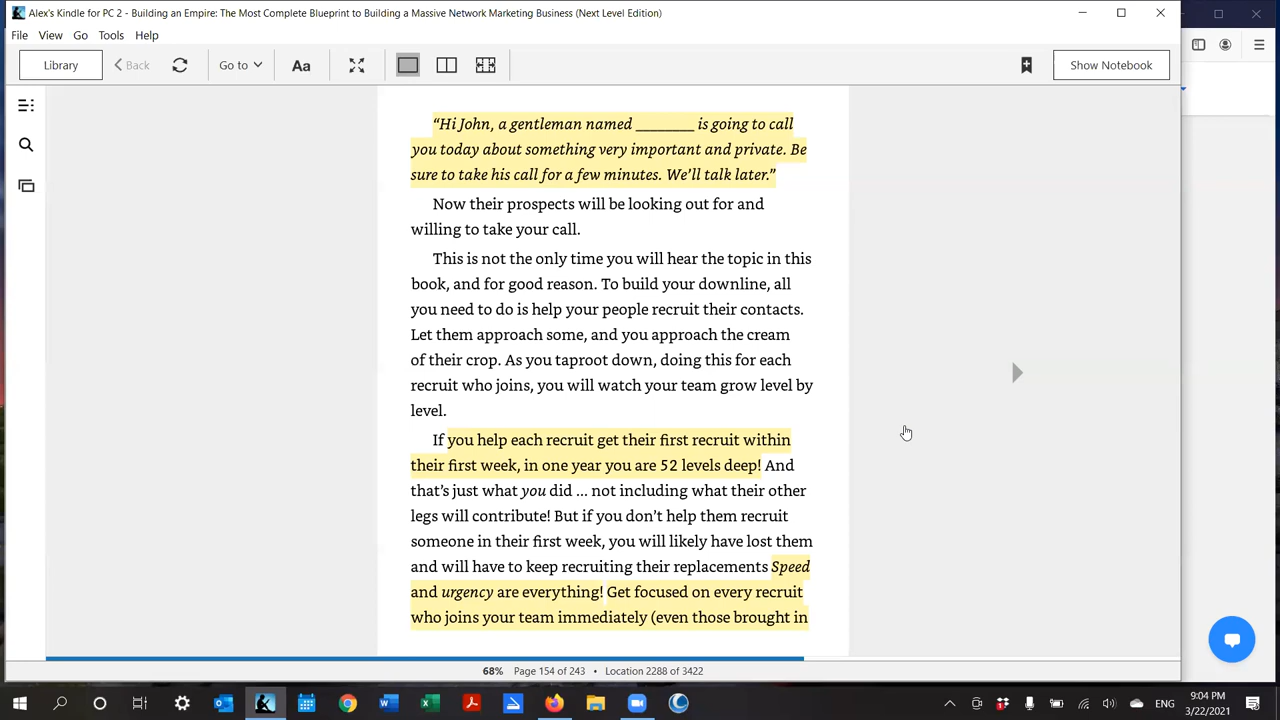 Alex's Kindle for PC 2 - Building an Empire: The Most Complete Blueprint to Building a Massive Network Marketing Business (Next Level Edition)
File View Go Tools Help
Library Back Go to Aa Show Notebook
“Hi John, a gentleman named ________ is going to call
you today about something very important and private. Be
sure to take his call for a few minutes. We’ll talk later.”
Now their prospects will be looking out for and
willing to take your call.
This is not the only time you will hear the topic in this
book, and for good reason. To build your downline, all
you need to do is help your people recruit their contacts.
Let them approach some, and you approach the cream
of their crop. As you taproot down, doing this for each
recruit who joins, you will watch your team grow level by
level.
If you help each recruit get their first recruit within
their first week, in one year you are 52 levels deep! And
that’s just what you did ... not including what their other
legs will contribute! But if you don’t help them recruit
someone in their first week, you will likely have lost them
and will have to keep recruiting their replacements Speed
and urgency are everything! Get focused on every recruit
who joins your team immediately (even those brought in
68% Page 154 of 243 • Location 2288 of 3422
ENG
9:04 PM
3/22/2021